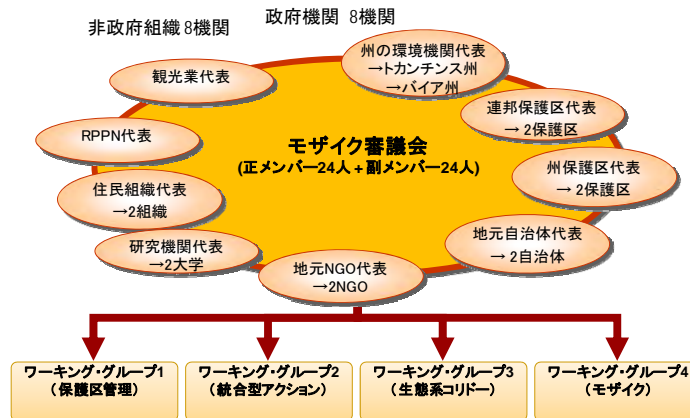 非政府組織 8機関
政府機関 8機関
観光業代表
州の環境機関代表
→トカンチンス州
→バイア州
連邦保護区代表
→ 2保護区
RPPN代表
モザイク審議会
(正メンバー24人 + 副メンバー24人)
州保護区代表
→ 2保護区
住民組織代表
→2組織
研究機関代表
→2大学
地元自治体代表
→ 2自治体
地元NGO代表
→2NGO
ワーキング・グループ1
(保護区管理)
ワーキング・グループ2
(統合型アクション)
ワーキング・グループ3
(生態系コリドー)
ワーキング・グループ4
(モザイク)